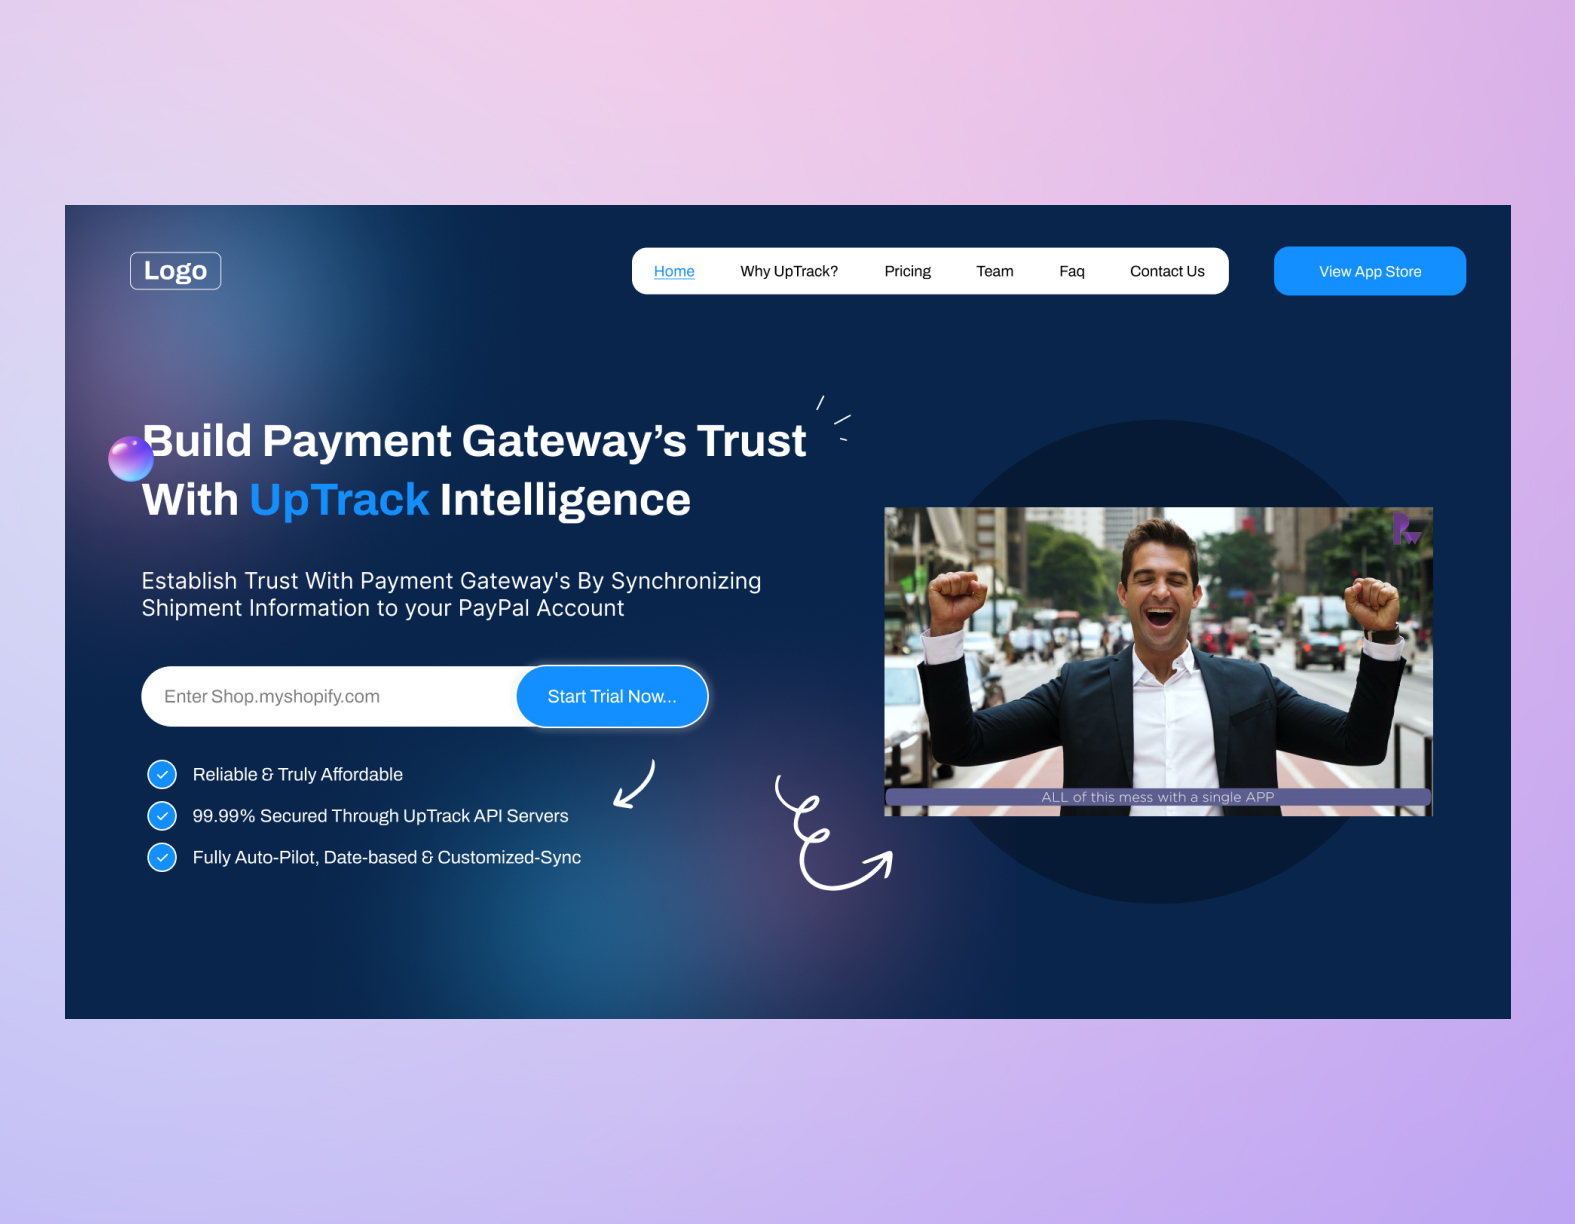 Logo
Home Why UpTrack? Pricing Team Faq Contact Us
View App Store
Build Payment Gateway’s Trust
With UpTrack Intelligence
Establish Trust With Payment Gateway's By Synchronizing
Shipment Information to your PayPal Account
Enter Shop.myshopify.com
Start Trial Now...
Reliable & Truly Affordable
99.99% Secured Through UpTrack API Servers
Fully Auto-Pilot, Date-based & Customized-Sync
ALL of this mess with a single APP